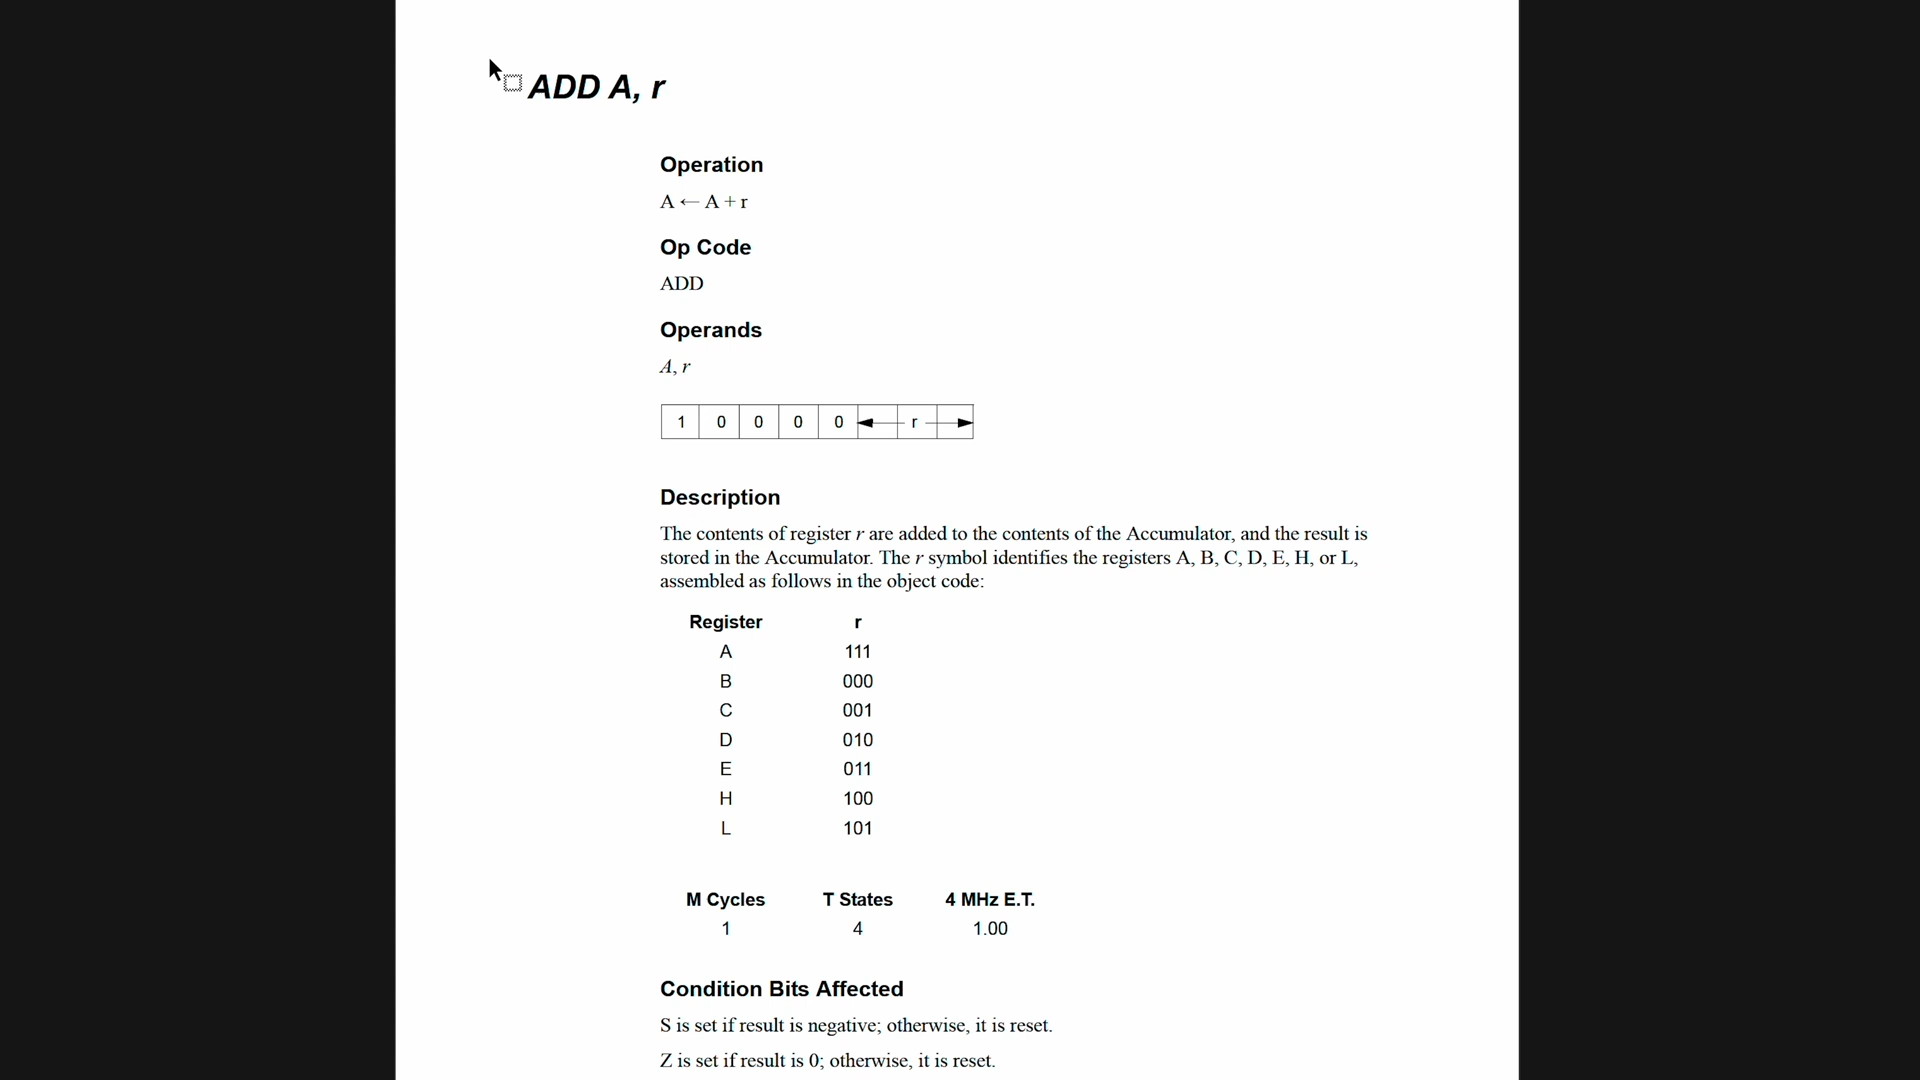 ADD A, r
Operation
A ← A + r
Op Code
ADD
Operands
A, r
1 0 0 0 0 r
Description
The contents of register r are added to the contents of the Accumulator, and the result is
stored in the Accumulator. The r symbol identifies the registers A, B, C, D, E, H, or L,
assembled as follows in the object code:
Register r
A 111
B 000
C 001
D 010
E 011
H 100
L 101
M Cycles T States 4 MHz E.T.
1 4 1.00
Condition Bits Affected
S is set if result is negative; otherwise, it is reset.
Z is set if result is 0; otherwise, it is reset.